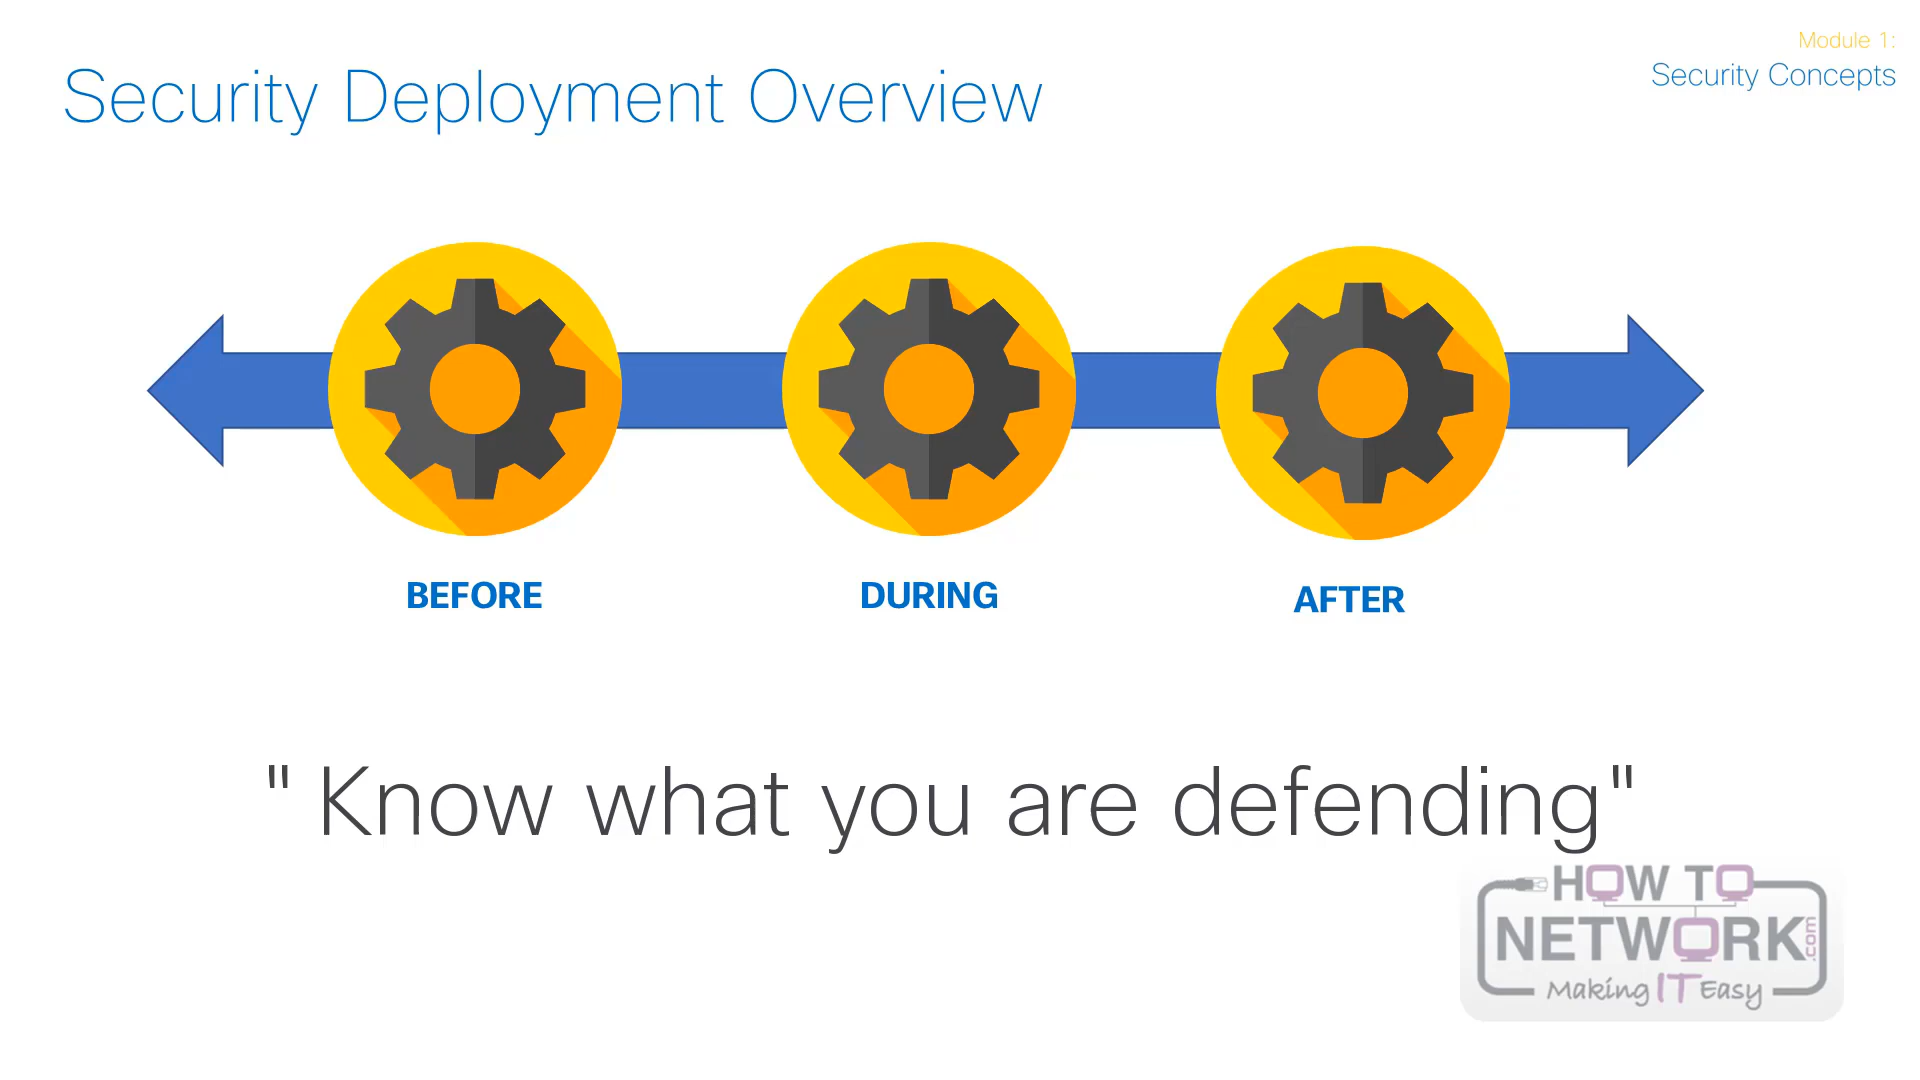 Module 1:
Security Concepts
Security Deployment Overview
BEFORE
DURING
AFTER
" Know what you are defending"
HOW TO
NETWORK.com
Making IT Easy